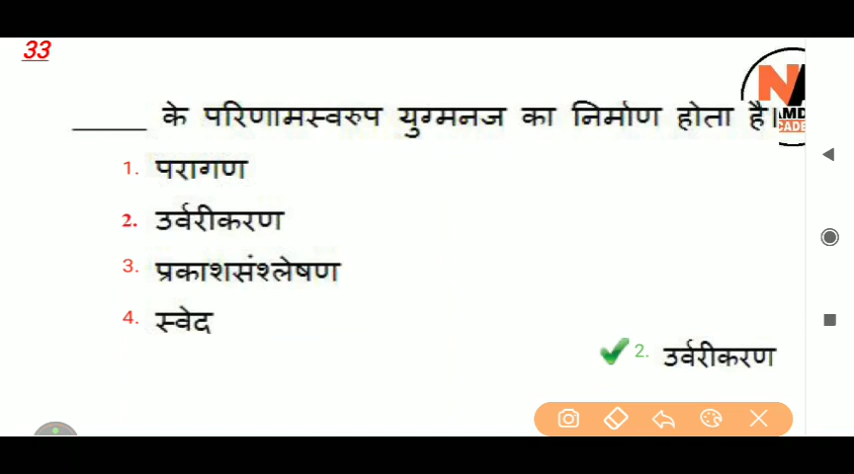 33
_____ के परिणामस्वरुप युग्मनज का निर्माण होता है।
1. परागण
2. उर्वरीकरण
3. प्रकाशसंश्लेषण
4. स्वेद
2. उर्वरीकरण